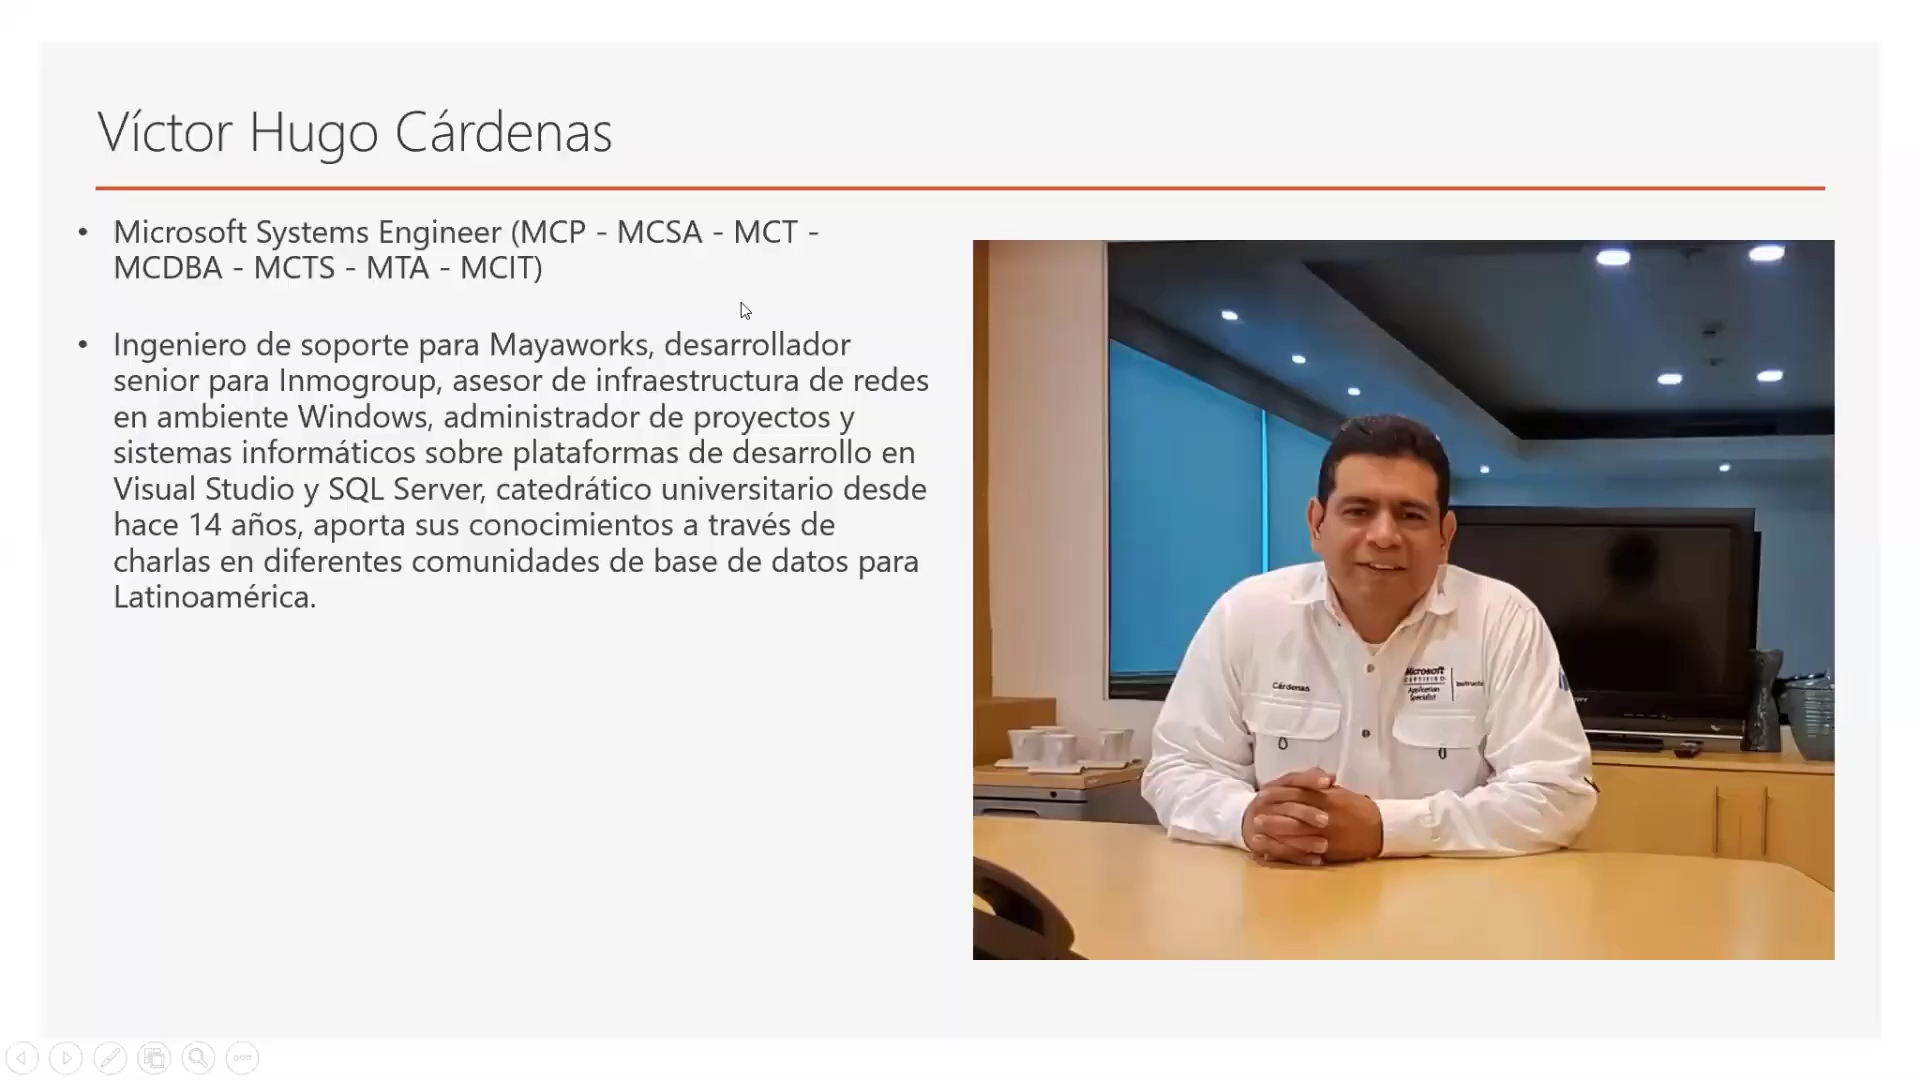 Víctor Hugo Cárdenas
• Microsoft Systems Engineer (MCP - MCSA - MCT -
MCDBA - MCTS - MTA - MCIT)
• Ingeniero de soporte para Mayaworks, desarrollador
senior para Inmogroup, asesor de infraestructura de redes
en ambiente Windows, administrador de proyectos y
sistemas informáticos sobre plataformas de desarrollo en
Visual Studio y SQL Server, catedrático universitario desde
hace 14 años, aporta sus conocimientos a través de
charlas en diferentes comunidades de base de datos para
Latinoamérica.
Cárdenas
Microsoft
CERTIFIED
Application
Specialist